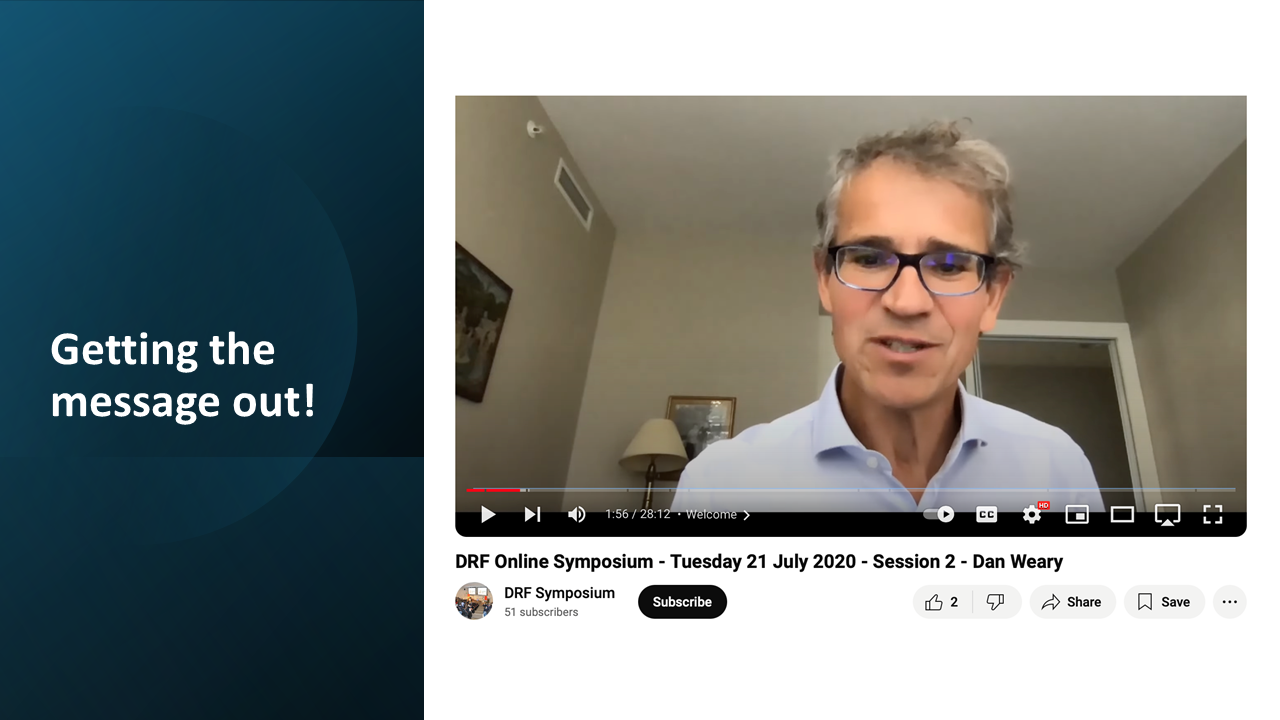 Getting the
message out!
1:56 / 28:12 • Welcome
CC
HD
DRF Online Symposium - Tuesday 21 July 2020 - Session 2 - Dan Weary
DRF Symposium
51 subscribers
Subscribe
2
Share
Save